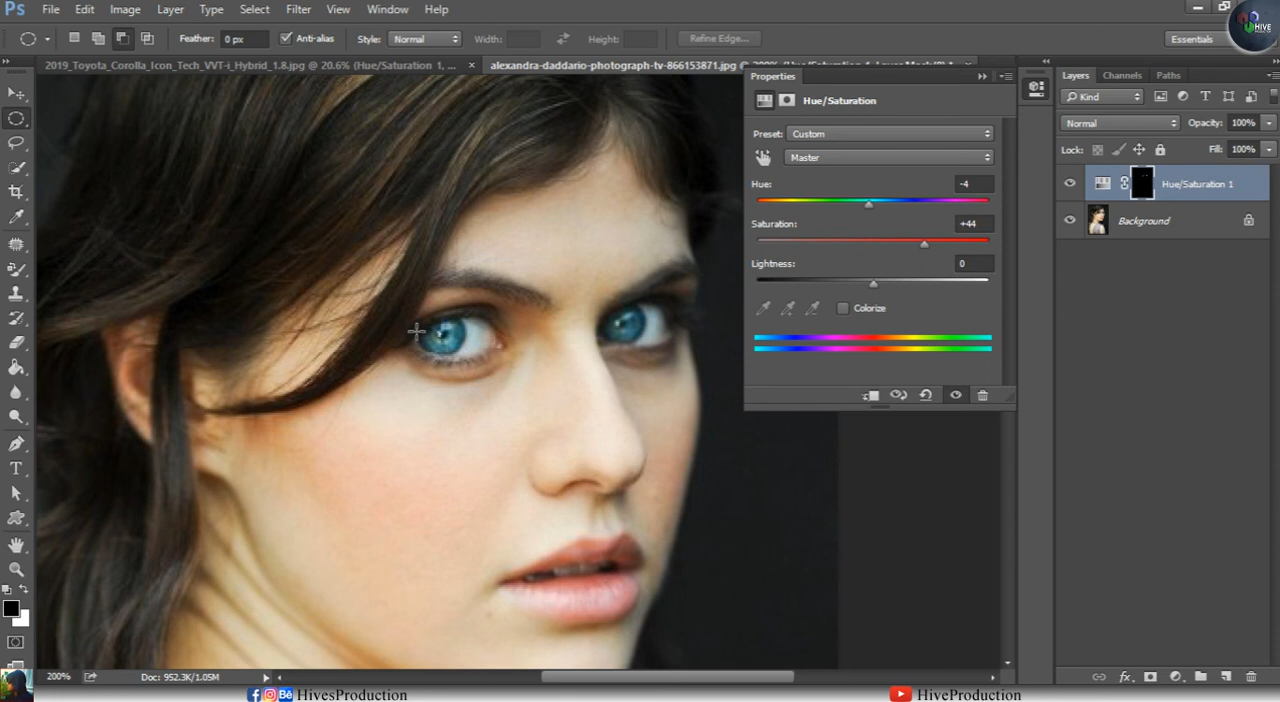 Ps File Edit Image Layer Type Select Filter View Window Help
Feather: 0 px Anti-alias Style: Normal Width: Height: Refine Edge... Essentials
HIVE
2019_Toyota_Corolla_Icon_Tech_VVT-i_Hybrid_1.8.jpg @ 20.6% (Hue/Saturation 1, ... × alexandra-daddario-photograph-tv-866153871.jpg
Properties
Hue/Saturation
Preset: Custom
Master
Hue: -4
Saturation: +44
Lightness: 0
Colorize
Layers Channels Paths
Kind
Normal Opacity: 100%
Lock: Fill: 100%
Hue/Saturation 1
Background
200% Doc: 952.3K/1.05M
HivesProduction HiveProduction